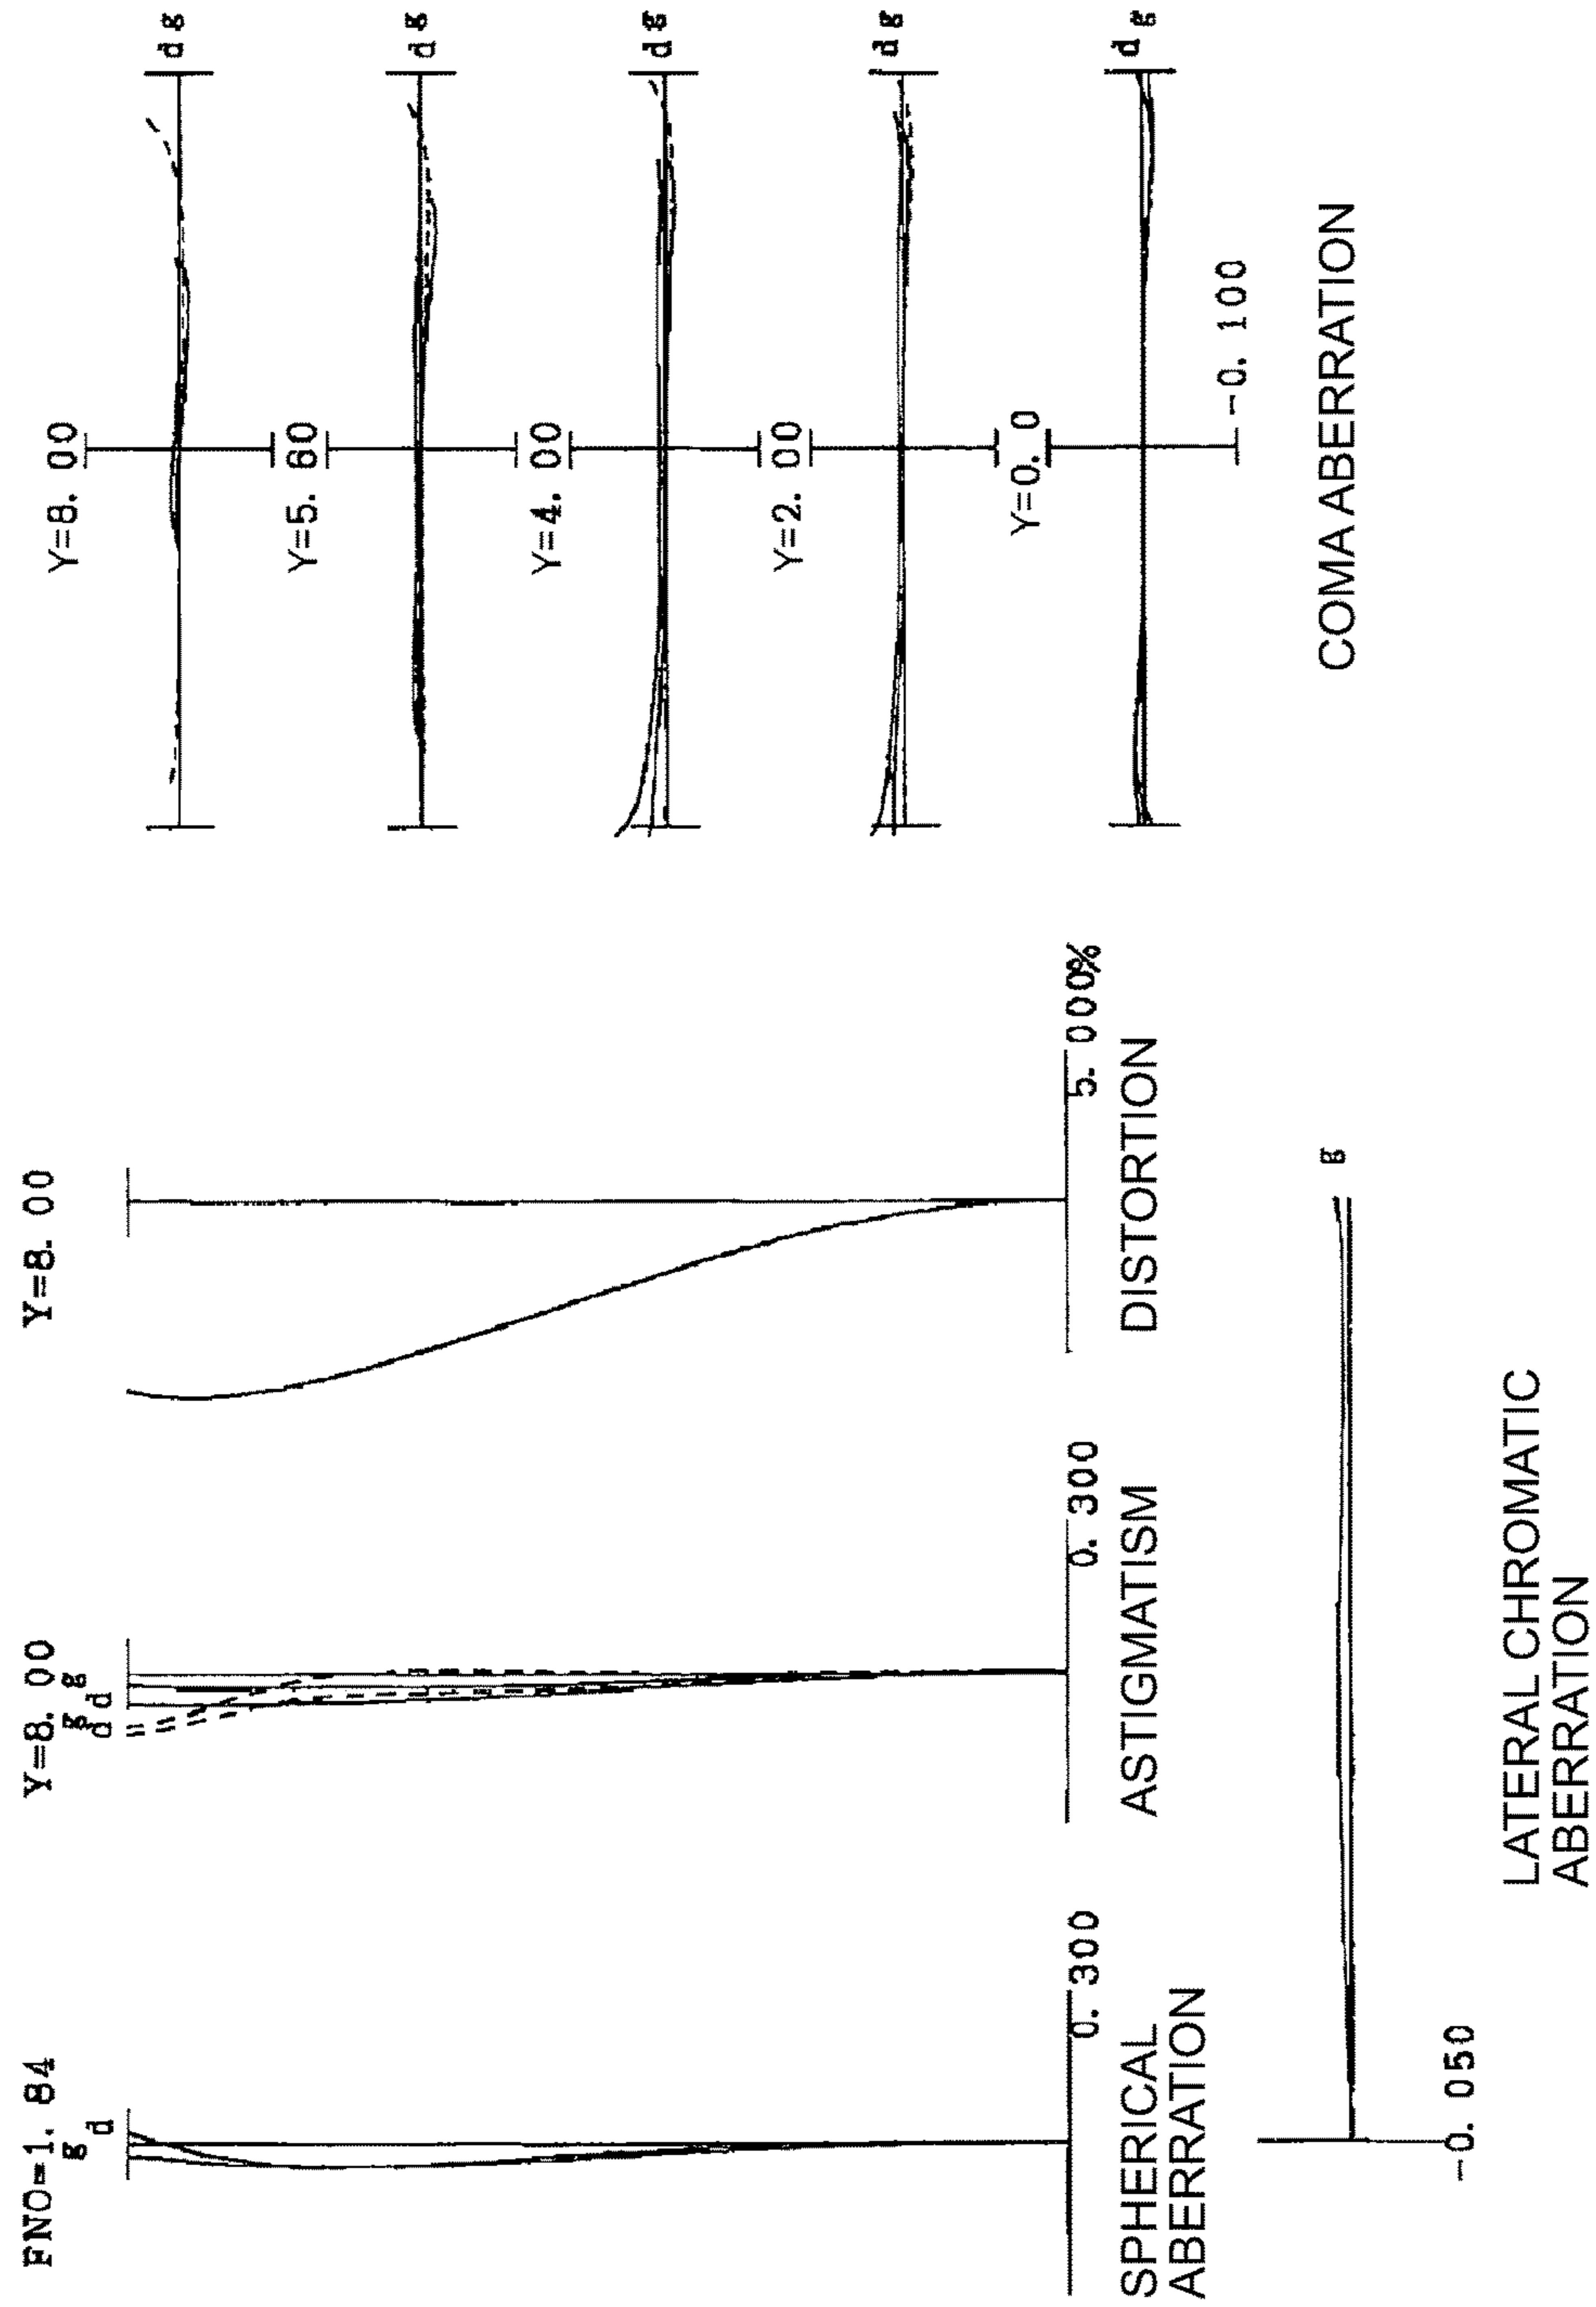 FNO=1. 84
g
d
0. 300
SPHERICAL
ABERRATION
Y=8. 00
g g
d d
0. 300
ASTIGMATISM
Y=8. 00
5. 000%
DISTORTION
g
-0. 050
LATERAL CHROMATIC
ABERRATION
Y=8. 00
d g
Y=5. 60
d g
Y=4. 00
d g
Y=2. 00
d g
Y=0. 0
d g
-0. 100
COMA ABERRATION